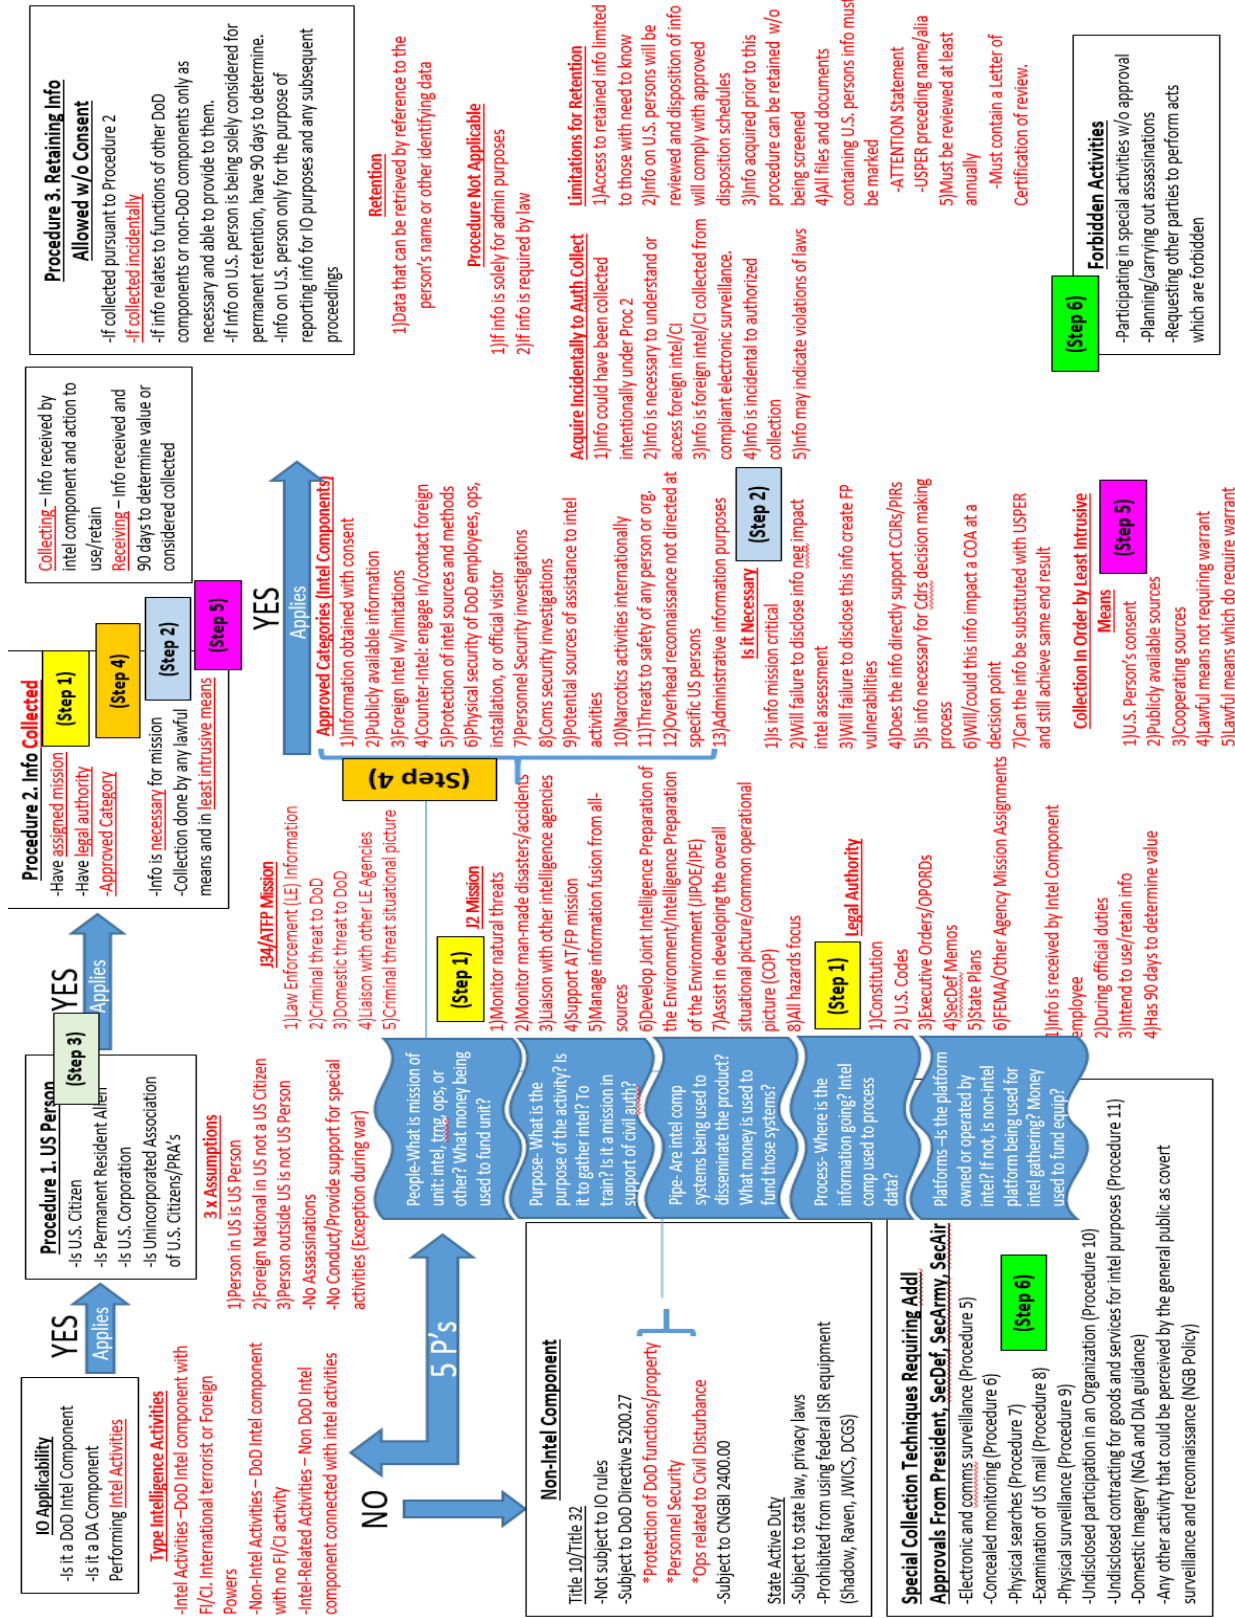 IO Applicability
-Is it a DoD Intel Component
-Is it a DA Component
Performing Intel Activities
YES
Applies
Procedure 1. US Person
(Step 3)
-Is U.S. Citizen
-Is Permanent Resident Alien
-Is U.S. Corporation
-Is Unincorporated Association
of U.S. Citizens/PRA's
YES
Applies
Procedure 2. Info Collected
-Have assigned mission
-Have legal authority
-Approved Category
(Step 1)
(Step 4)
-Info is necessary for mission
-Collection done by any lawful
means and in least intrusive means
(Step 2)
(Step 5)
Collecting – Info received by
intel component and action to
use/retain
Receiving – Info received and
90 days to determine value or
considered collected
YES
Applies
Procedure 3. Retaining Info
Allowed w/o Consent
-If collected pursuant to Procedure 2
-If collected incidentally
-If info relates to functions of other DoD
components or non-DoD components only as
necessary and able to provide to them.
-If info on U.S. person is being solely considered for
permanent retention, have 90 days to determine.
-Info on U.S. person only for the purpose of
reporting info for IO purposes and any subsequent
proceedings
Type Intelligence Activities
-Intel Activities –DoD Intel component with
FI/CI. International terrorist or Foreign
Powers
-Non-Intel Activities – DoD Intel component
with no FI/CI activity
-Intel-Related Activities – Non DoD Intel
component connected with intel activities
3 x Assumptions
1)Person in US is US Person
2)Foreign National in US not a US Citizen
3)Person outside US is not US Person
-No Assassinations
-No Conduct/Provide support for special
activities (Exception during war)
J34/ATFP Mission
1)Law Enforcement (LE) Information
2)Criminal threat to DoD
3)Domestic threat to DoD
4)Liaison with other LE Agencies
5)Criminal threat situational picture
(Step 4)
Approved Categories (Intel Components)
1)Information obtained with consent
2)Publicly available information
3)Foreign Intel w/limitations
4)Counter-Intel: engage in/contact foreign
5)Protection of intel sources and methods
6)Physical security of DoD employees, ops,
installation, or official visitor
7)Personnel Security investigations
8)Coms security investigations
9)Potential sources of assistance to intel
activities
10)Narcotics activities internationally
11)Threats to safety of any person or org.
12)Overhead reconnaissance not directed at
specific US persons
13)Administrative information purposes
Retention
1)Data that can be retrieved by reference to the
person's name or other identifying data
Procedure Not Applicable
1)If info is solely for admin purposes
2)If info is required by law
NO
5 P's
People-What is mission of
unit: intel, trng, ops, or
other? What money being
used to fund unit?
Purpose- What is the
purpose of the activity? Is
it to gather intel? To
train? Is it a mission in
support of civil auth?
Pipe-Are intel comp
systems being used to
disseminate the product?
What money is used to
fund those systems?
Process- Where is the
information going? Intel
comp used to process
data?
Platforms –Is the platform
owned or operated by
intel? If not, is non-intel
platform being used for
intel gathering? Money
used to fund equip?
(Step 1)
J2 Mission
1)Monitor natural threats
2)Monitor man-made disasters/accidents
3)Liaison with other intelligence agencies
4)Support AT/FP mission
5)Manage information fusion from all-
sources
6)Develop Joint Intelligence Preparation of
the Environment/Intelligence Preparation
of the Environment (JIPOE/IPE)
7)Assist in developing the overall
situational picture/common operational
picture (COP)
8)All hazards focus
Acquire Incidentally to Auth Collect
1)Info could have been collected
intentionally under Proc 2
2)Info is necessary to understand or
access foreign intel/CI
3)Info is foreign intel/CI collected from
compliant electronic surveillance.
4)Info is incidental to authorized
collection
5)Info may indicate violations of laws
Limitations for Retention
1)Access to retained info limited
to those with need to know
2)Info on U.S. persons will be
reviewed and disposition of info
will comply with approved
disposition schedules
3)Info acquired prior to this
procedure can be retained w/o
being screened
4)All files and documents
containing U.S. persons info must
be marked
-ATTENTION Statement
-USPER preceding name/alia
5)Must be reviewed at least
annually
-Must contain a Letter of
Certification of review.
Non-Intel Component
Title 10/Title 32
-Not subject to IO rules
-Subject to DoD Directive 5200.27
*Protection of DoD functions/property
*Personnel Security
*Ops related to Civil Disturbance
-Subject to CNGBI 2400.00
State Active Duty
-Subject to state law, privacy laws
-Prohibited from using federal ISR equipment
(Shadow, Raven, JWICS, DCGS)
(Step 1)
Legal Authority
1)Constitution
2) U.S. Codes
3)Executive Orders/OPORDs
4)SecDef Memos
5)State Plans
6)FEMA/Other Agency Mission Assignments
1)Info is received by Intel Component
employee
2)During official duties
3)Intend to use/retain info
4)Has 90 days to determine value
Is it Necessary
(Step 2)
1)Is info mission critical
2)Will failure to disclose info neg impact
intel assessment
3)Will failure to disclose this info create FP
vulnerabilities
4)Does the info directly support CCIRs/PIRs
5)Is info necessary for Cdrs decision making
process
6)Will/could this info impact a COA at a
decision point
7)Can the info be substituted with USPER
and still achieve same end result
Collection In Order by Least Intrusive
Means
(Step 5)
1)U.S. Person's consent
2)Publicly available sources
3)Cooperating sources
4)Lawful means not requiring warrant
5)Lawful means which do require warrant
Special Collection Techniques Requiring Addl
Approvals From President, SecDef, SecArmy, SecAir
-Electronic and comms surveillance (Procedure 5)
-Concealed monitoring (Procedure 6)
-Physical searches (Procedure 7)
-Examination of US mail (Procedure 8)
-Physical surveillance (Procedure 9)
-Undisclosed participation in an Organization (Procedure 10)
-Undisclosed contracting for goods and services for intel purposes (Procedure 11)
-Domestic Imagery (NGA and DIA guidance)
-Any other activity that could be perceived by the general public as covert
surveillance and reconnaissance (NGB Policy)
(Step 6)
(Step 6)
Forbidden Activities
-Participating in special activities w/o approval
-Planning/carrying out assassinations
-Requesting other parties to perform acts
which are forbidden